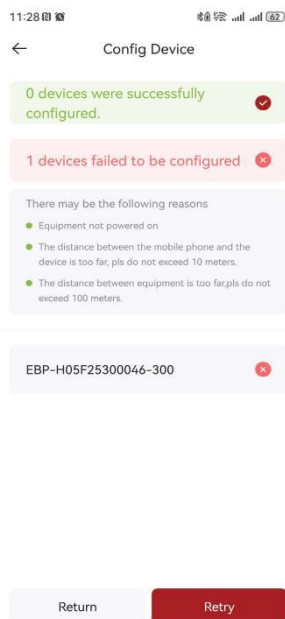 11:28
62
Config Device
0 devices were successfully
configured.
1 devices failed to be configured
There may be the following reasons
Equipment not powered on
The distance between the mobile phone and the
device is too far, pls do not exceed 10 meters.
The distance between equipment is too far,pls do not
exceed 100 meters.
EBP-H05F25300046-300
Return
Retry